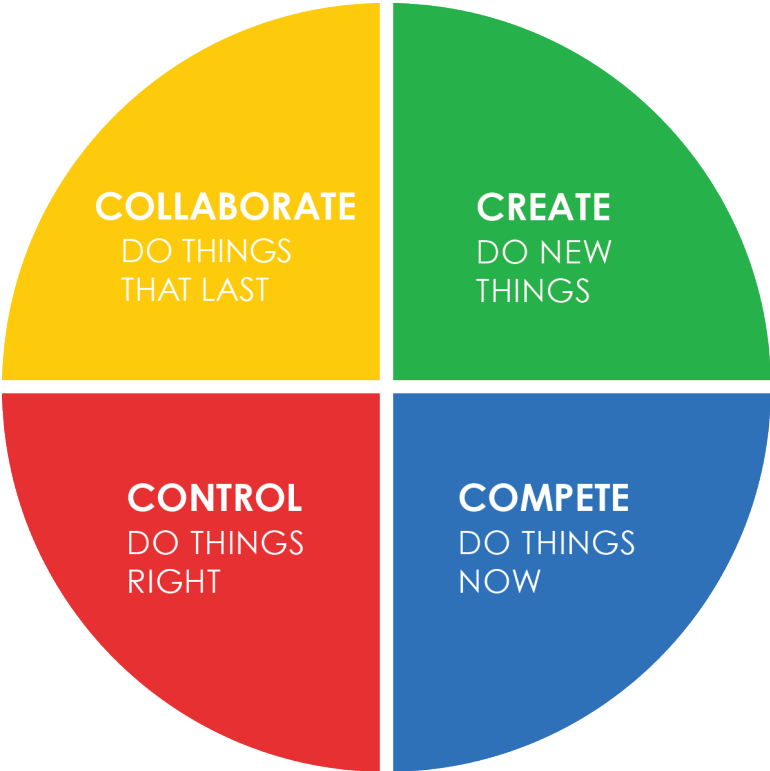 COLLABORATE
DO THINGS
THAT LAST
CREATE
DO NEW
THINGS
CONTROL
DO THINGS
RIGHT
COMPETE
DO THINGS
NOW